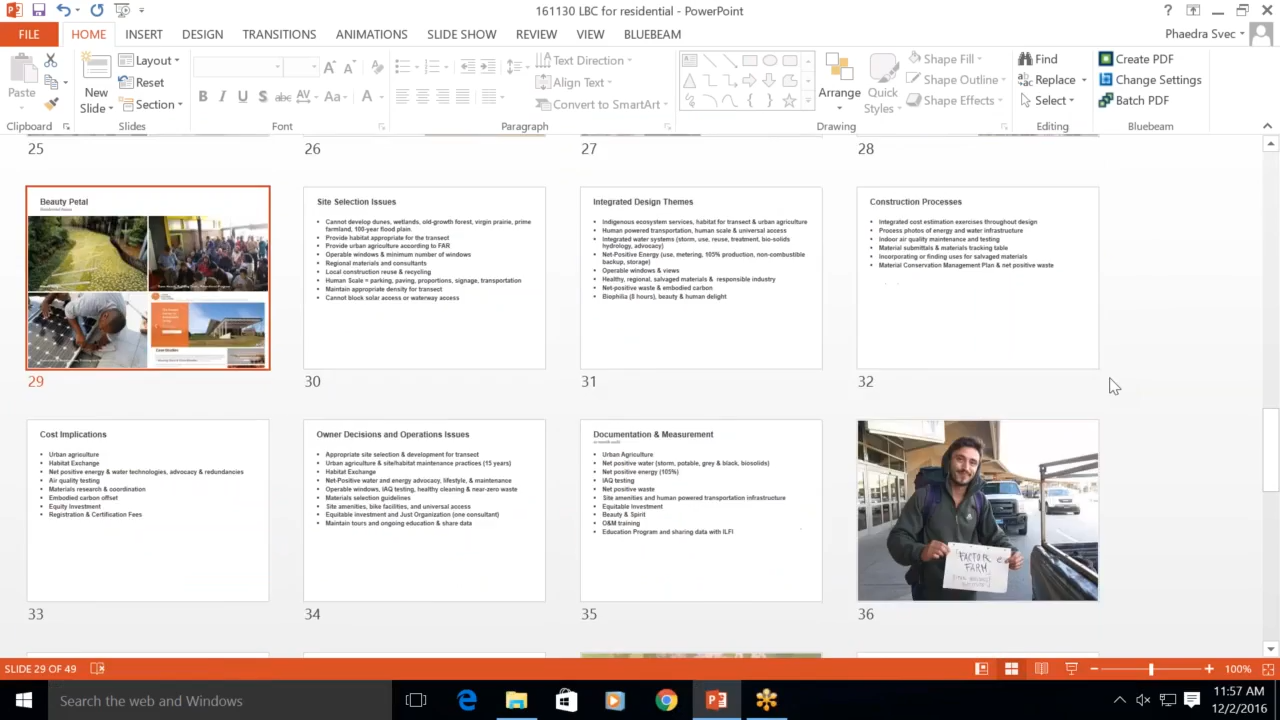 161130 LBC for residential - PowerPoint
?
FILE HOME INSERT DESIGN TRANSITIONS ANIMATIONS SLIDE SHOW REVIEW VIEW BLUEBEAM
Phaedra Svec
Paste
New Slide
Layout
Reset
Section
B I U S abc AV Aa A
Text Direction
Align Text
Convert to SmartArt
Arrange
Quick Styles
Shape Fill
Shape Outline
Shape Effects
Find
Replace
Select
Create PDF
Change Settings
Batch PDF
Clipboard Slides Font Paragraph Drawing Editing Bluebeam
25 26 27 28
Beauty Petal
29
Site Selection Issues
Cannot develop dunes, wetlands, old-growth forest, virgin prairie, prime
farmland, 100-year flood plain.
Provide habitat appropriate for the transect
Provide urban agriculture according to FAR
Operable windows & minimum number of windows
Regional materials and consultants
Local construction reuse & recycling
Human Scale = parking, paving, proportions, signage, transportation
Maintain appropriate density for transect
Cannot block solar access or waterway access
30
Integrated Design Themes
Indigenous ecosystem services, habitat for transect & urban agriculture
Human powered transportation, human scale & universal access
Integrated water systems (storm, use, reuse, treatment, bio-solids
hydrology, advocacy)
Net-Positive Energy (use, metering, 105% production, non-combustible
backup, storage)
Operable windows & views
Healthy, regional, salvaged materials & responsible industry
Net-positive waste & embodied carbon
Biophilia (8 hours), beauty & human delight
31
Construction Processes
Integrated cost estimation exercises throughout design
Process photos of energy and water infrastructure
Indoor air quality maintenance and testing
Material submittals & materials tracking table
Incorporating or finding uses for salvaged materials
Material Conservation Management Plan & net positive waste
32
Cost Implications
Urban agriculture
Habitat Exchange
Net positive energy & water technologies, advocacy & redundancies
Air quality testing
Materials research & coordination
Embodied carbon offset
Equity Investment
Registration & Certification Fees
33
Owner Decisions and Operations Issues
Appropriate site selection & development for transect
Urban agriculture & site/habitat maintenance practices (15 years)
Habitat Exchange
Net-Positive water and energy advocacy, lifestyle, & maintenance
Operable windows, IAQ testing, healthy cleaning & near-zero waste
Materials selection guidelines
Site amenities, bike facilities, and universal access
Equitable investment and Just Organization (one consultant)
Maintain tours and ongoing education & share data
34
Documentation & Measurement
Urban Agriculture
Net positive water (storm, potable, grey & black, biosolids)
Net positive energy (105%)
IAQ testing
Net positive waste
Site amenities and human powered transportation infrastructure
Equitable Investment
Beauty & Spirit
O&M training
Education Program and sharing data with ILFI
35
FACTOR
FARM
36
SLIDE 29 OF 49
100%
Search the web and Windows
11:57 AM
12/2/2016